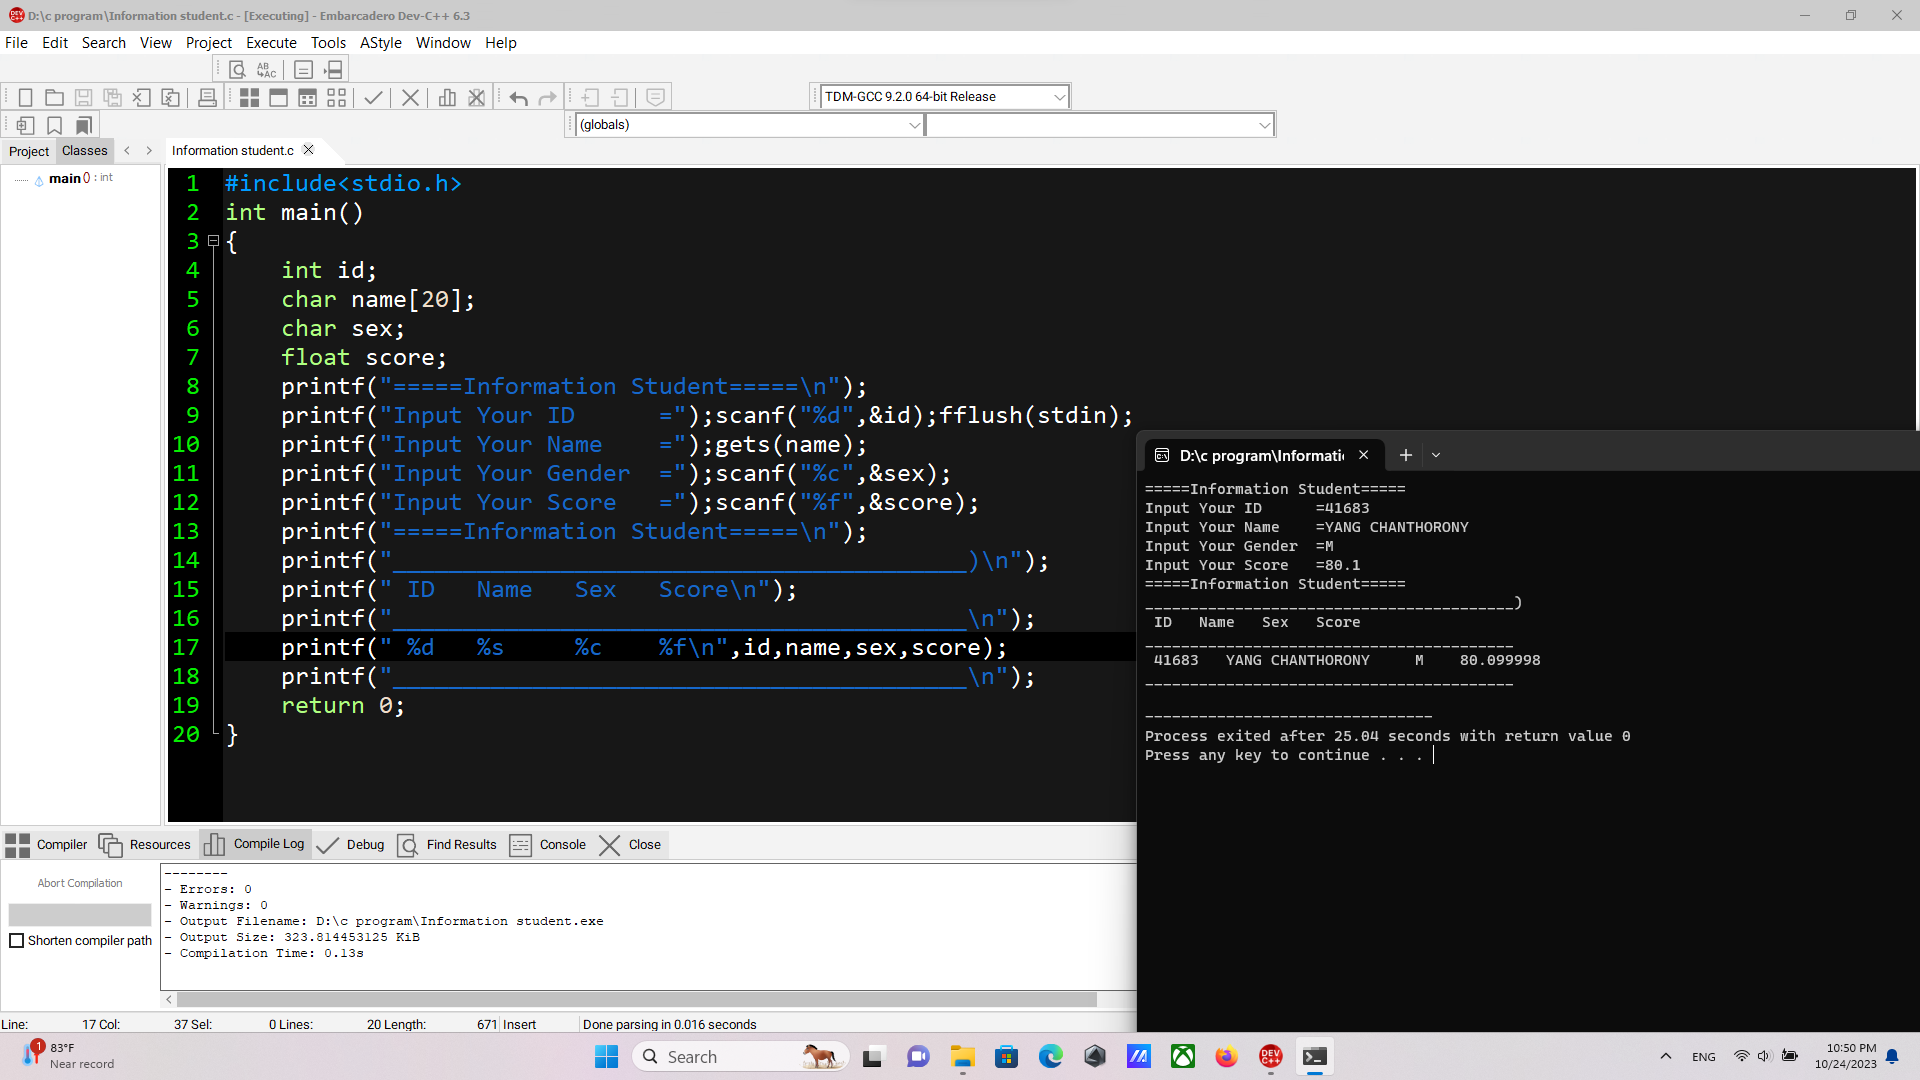 D:\c program\Information student.c - [Executing] - Embarcadero Dev-C++ 6.3
File Edit Search View Project Execute Tools AStyle Window Help
TDM-GCC 9.2.0 64-bit Release
(globals)
Project Classes
Information student.c
main () : int
1 #include<stdio.h>
2 int main()
3 {
4 int id;
5 char name[20];
6 char sex;
7 float score;
8 printf("=====Information Student=====\n");
9 printf("Input Your ID      =");scanf("%d",&id);fflush(stdin);
10 printf("Input Your Name    =");gets(name);
11 printf("Input Your Gender  =");scanf("%c",&sex);
12 printf("Input Your Score   =");scanf("%f",&score);
13 printf("=====Information Student=====\n");
14 printf("_________________________________________)\n");
15 printf(" ID   Name   Sex   Score\n");
16 printf("_________________________________________\n");
17 printf(" %d   %s     %c    %f\n",id,name,sex,score);
18 printf("_________________________________________\n");
19 return 0;
20 }
D:\c program\Informati
=====Information Student=====
Input Your ID      =41683
Input Your Name    =YANG CHANTHORONY
Input Your Gender  =M
Input Your Score   =80.1
=====Information Student=====
_________________________________________)
ID   Name   Sex   Score
_________________________________________
41683   YANG CHANTHORONY     M    80.099998
_________________________________________
--------------------------------
Process exited after 25.04 seconds with return value 0
Press any key to continue . . .
Compiler Resources Compile Log Debug Find Results Console Close
Abort Compilation
Shorten compiler path
--------
- Errors: 0
- Warnings: 0
- Output Filename: D:\c program\Information student.exe
- Output Size: 323.814453125 KiB
- Compilation Time: 0.13s
Line: 17 Col: 37 Sel: 0 Lines: 20 Length: 671 Insert Done parsing in 0.016 seconds
1
83°F
Near record
Search
DEV C++
ENG
10:50 PM
10/24/2023